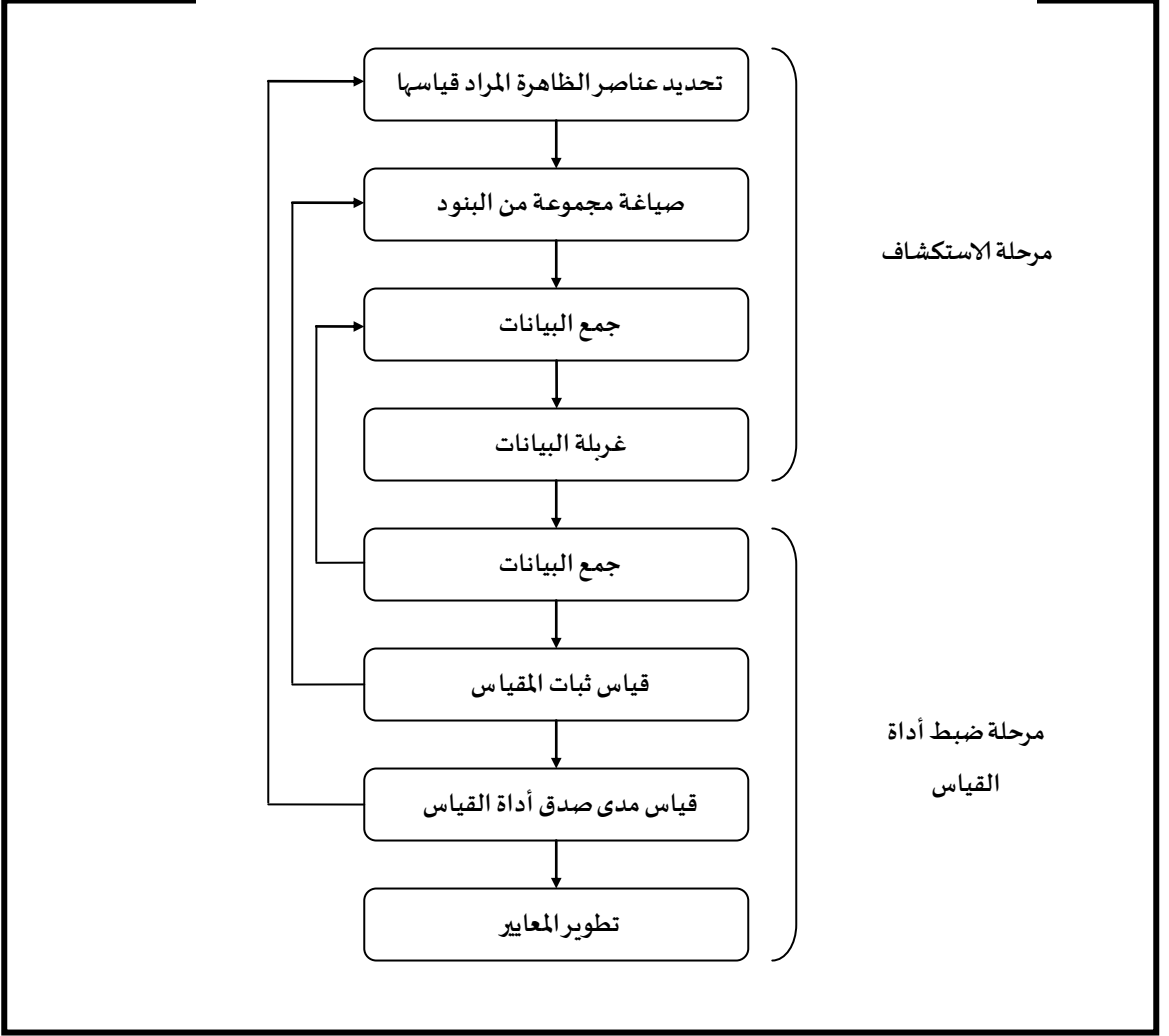 تحديد عناصر الظاهرة المراد قياسها
صياغة مجموعة من البنود
مرحلة الاستكشاف
جمع البيانات
غربلة البيانات
جمع البيانات
قياس ثبات المقياس
مرحلة ضبط أداة
القياس
قياس مدى صدق أداة القياس
تطوير المعايير